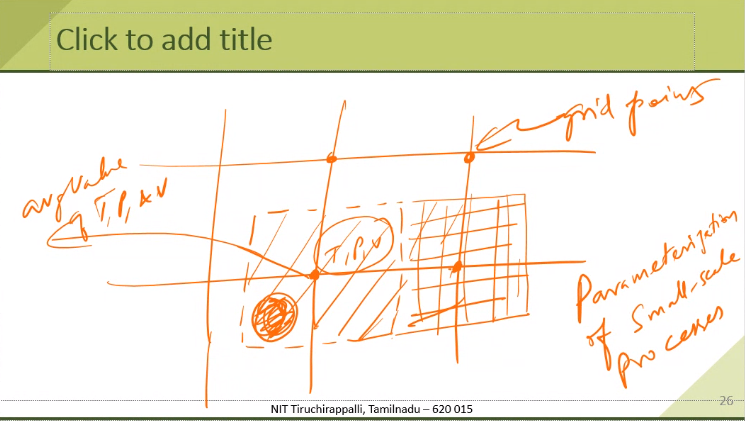 Click to add title
grid points
avg value
T, P, & V
T, P, V
Parameterization
of small-scale
processes
26
NIT Tiruchirappalli, Tamilnadu – 620 015